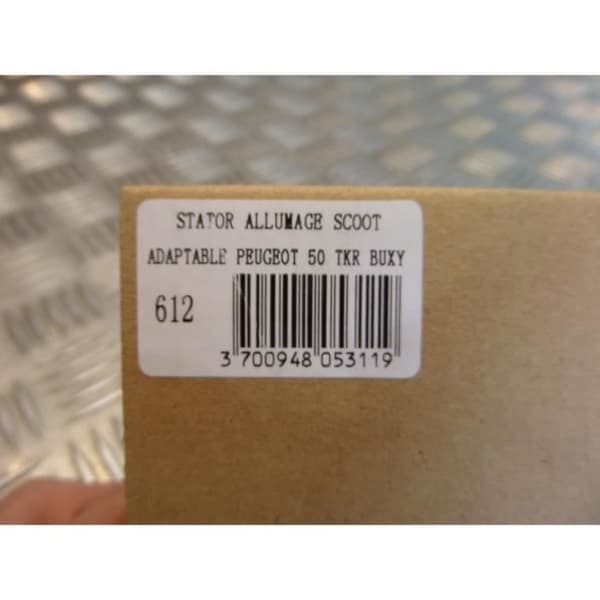 STATOR ALLUMAGE SCOOT
ADAPTABLE PEUGEOT 50 TKR BUXY
612
3 700948 053119